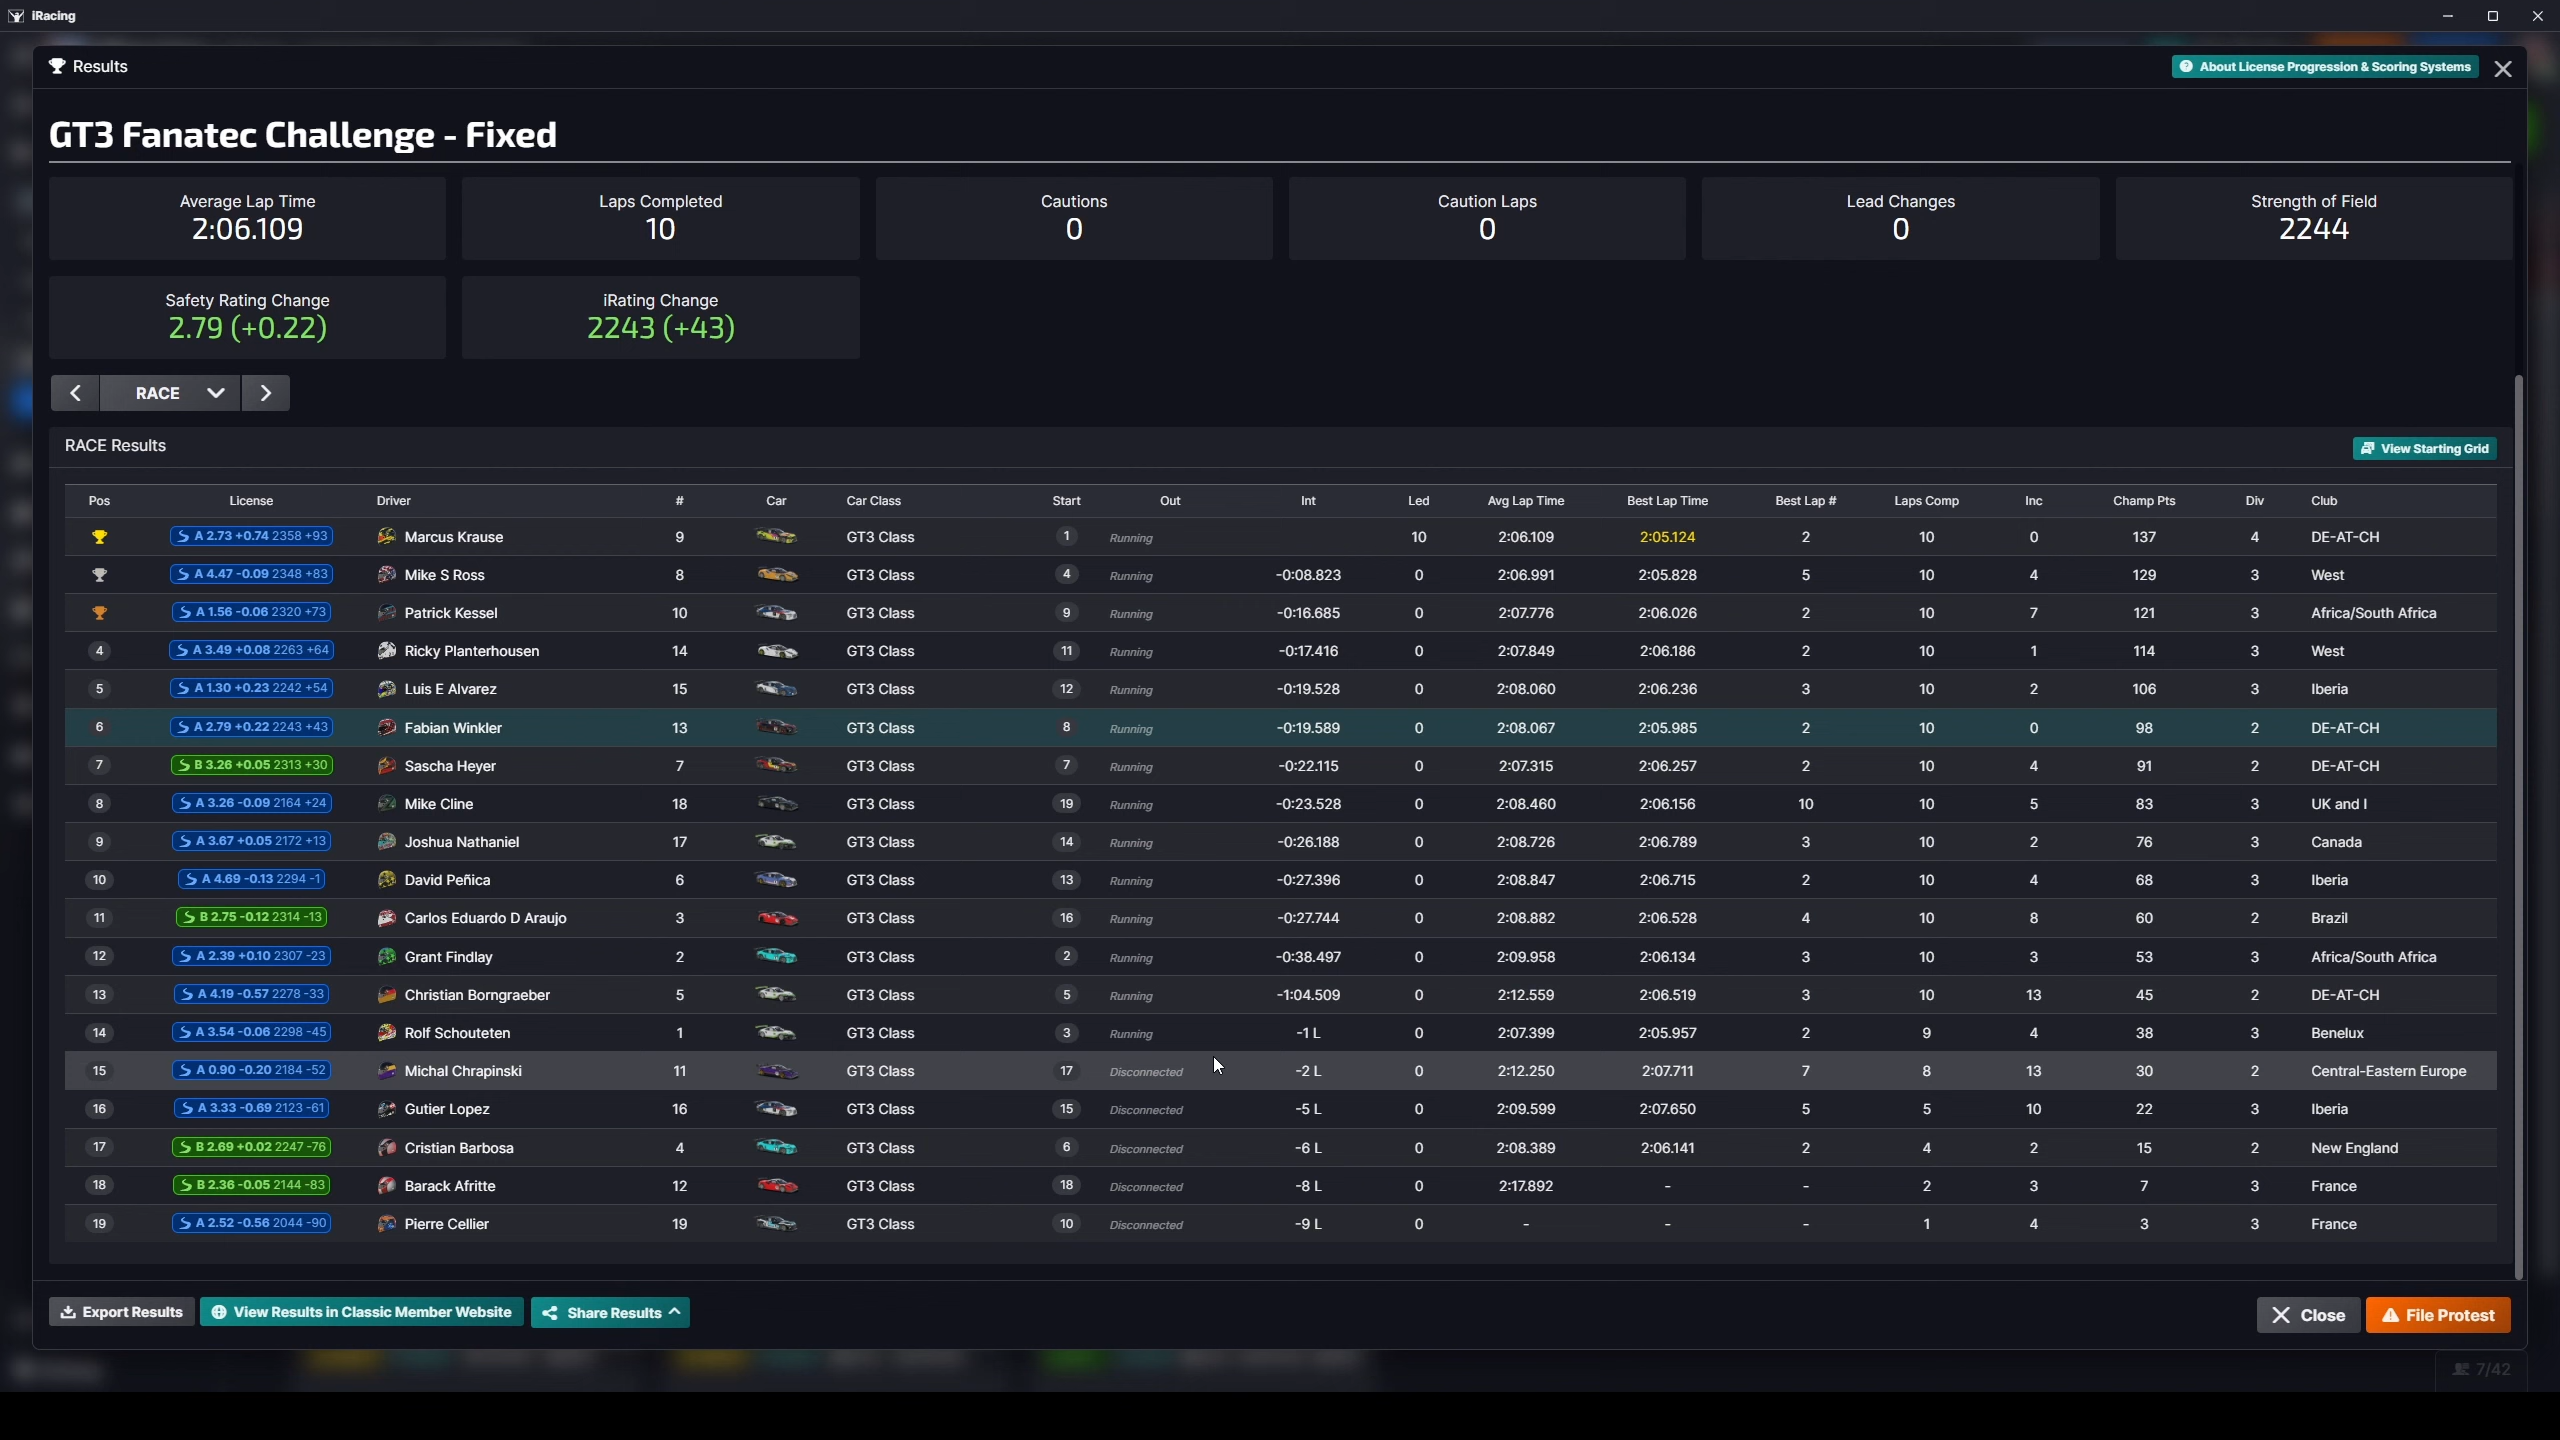 iRacing
Results
About License Progression & Scoring Systems
GT3 Fanatec Challenge - Fixed
Average Lap Time Laps Completed Cautions Caution Laps Lead Changes Strength of Field
2:06.109 10 0 0 0 2244
Safety Rating Change iRating Change
2.79 (+0.22) 2243 (+43)
RACE
RACE Results View Starting Grid
Pos License Driver # Car Car Class Start Out Int Led Avg Lap Time Best Lap Time Best Lap # Laps Comp Inc Champ Pts Div Club
A 2.73 +0.74 2358 +93 Marcus Krause 9 GT3 Class 1 Running 10 2:06.109 2:05.124 2 10 0 137 4 DE-AT-CH
A 4.47 -0.09 2348 +83 Mike S Ross 8 GT3 Class 4 Running -0:08.823 0 2:06.991 2:05.828 5 10 4 129 3 West
A 1.56 -0.06 2320 +73 Patrick Kessel 10 GT3 Class 9 Running -0:16.685 0 2:07.776 2:06.026 2 10 7 121 3 Africa/South Africa
4 A 3.49 +0.08 2263 +64 Ricky Planterhousen 14 GT3 Class 11 Running -0:17.416 0 2:07.849 2:06.186 2 10 1 114 3 West
5 A 1.30 +0.23 2242 +54 Luis E Alvarez 15 GT3 Class 12 Running -0:19.528 0 2:08.060 2:06.236 3 10 2 106 3 Iberia
6 A 2.79 +0.22 2243 +43 Fabian Winkler 13 GT3 Class 8 Running -0:19.589 0 2:08.067 2:05.985 2 10 0 98 2 DE-AT-CH
7 B 3.26 +0.05 2313 +30 Sascha Heyer 7 GT3 Class 7 Running -0:22.115 0 2:07.315 2:06.257 2 10 4 91 2 DE-AT-CH
8 A 3.26 -0.09 2164 +24 Mike Cline 18 GT3 Class 19 Running -0:23.528 0 2:08.460 2:06.156 10 10 5 83 3 UK and I
9 A 3.67 +0.05 2172 +13 Joshua Nathaniel 17 GT3 Class 14 Running -0:26.188 0 2:08.726 2:06.789 3 10 2 76 3 Canada
10 A 4.69 -0.13 2294 -1 David Peñica 6 GT3 Class 13 Running -0:27.396 0 2:08.847 2:06.715 2 10 4 68 3 Iberia
11 B 2.75 -0.12 2314 -13 Carlos Eduardo D Araujo 3 GT3 Class 16 Running -0:27.744 0 2:08.882 2:06.528 4 10 8 60 2 Brazil
12 A 2.39 +0.10 2307 -23 Grant Findlay 2 GT3 Class 2 Running -0:38.497 0 2:09.958 2:06.134 3 10 3 53 3 Africa/South Africa
13 A 4.19 -0.57 2278 -33 Christian Borngraeber 5 GT3 Class 5 Running -1:04.509 0 2:12.559 2:06.519 3 10 13 45 2 DE-AT-CH
14 A 3.54 -0.06 2298 -45 Rolf Schouteten 1 GT3 Class 3 Running -1 L 0 2:07.399 2:05.957 2 9 4 38 3 Benelux
15 A 0.90 -0.20 2184 -52 Michal Chrapinski 11 GT3 Class 17 Disconnected -2 L 0 2:12.250 2:07.711 7 8 13 30 2 Central-Eastern Europe
16 A 3.33 -0.69 2123 -61 Gutier Lopez 16 GT3 Class 15 Disconnected -5 L 0 2:09.599 2:07.650 5 5 10 22 3 Iberia
17 B 2.69 +0.02 2247 -76 Cristian Barbosa 4 GT3 Class 6 Disconnected -6 L 0 2:08.389 2:06.141 2 4 2 15 2 New England
18 B 2.36 -0.05 2144 -83 Barack Afritte 12 GT3 Class 18 Disconnected -8 L 0 2:17.892 - - 2 3 7 3 France
19 A 2.52 -0.56 2044 -90 Pierre Cellier 19 GT3 Class 10 Disconnected -9 L 0 - - - 1 4 3 3 France
Export Results View Results in Classic Member Website Share Results Close File Protest
7/42